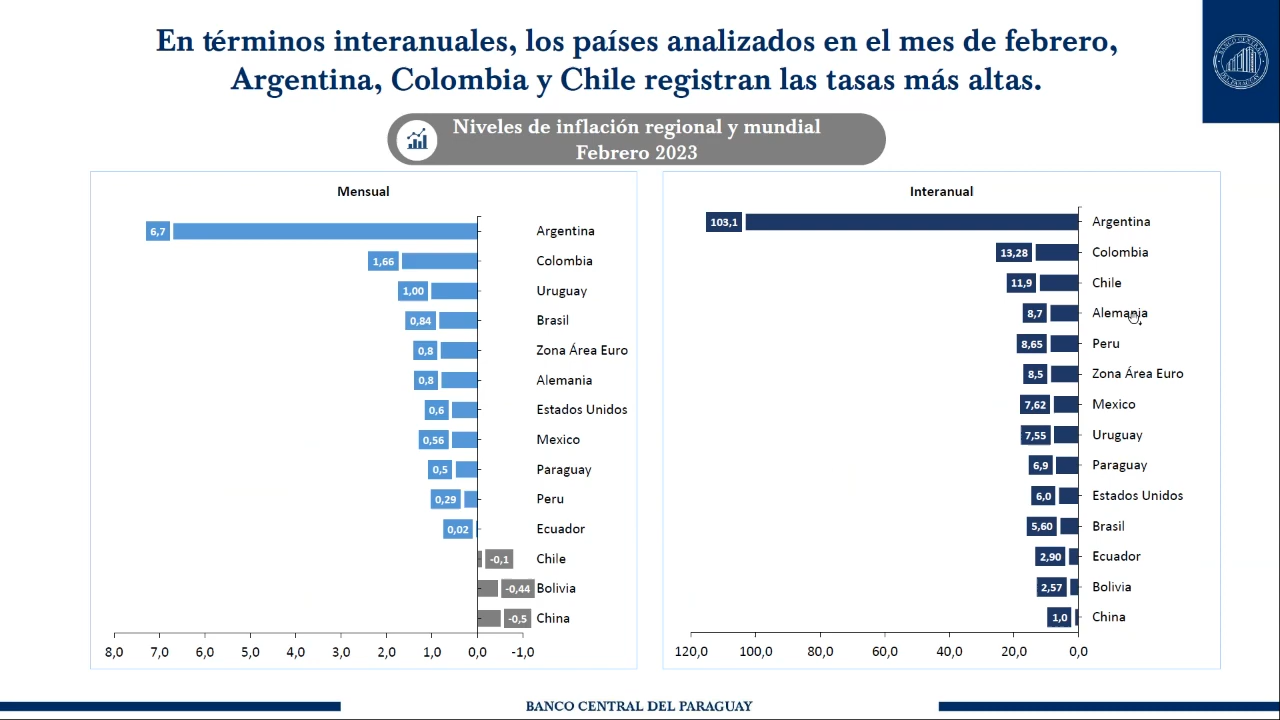 En términos interanuales, los países analizados en el mes de febrero,
Argentina, Colombia y Chile registran las tasas más altas.
BANCO CENTRAL
DEL PARAGUAY
Niveles de inflación regional y mundial
Febrero 2023
Mensual
6,7 Argentina
1,66 Colombia
1,00 Uruguay
0,84 Brasil
0,8 Zona Área Euro
0,8 Alemania
0,6 Estados Unidos
0,56 Mexico
0,5 Paraguay
0,29 Peru
0,02 Ecuador
-0,1 Chile
-0,44 Bolivia
-0,5 China
8,0 7,0 6,0 5,0 4,0 3,0 2,0 1,0 0,0 -1,0
Interanual
103,1 Argentina
13,28 Colombia
11,9 Chile
8,7 Alemania
8,65 Peru
8,5 Zona Área Euro
7,62 Mexico
7,55 Uruguay
6,9 Paraguay
6,0 Estados Unidos
5,60 Brasil
2,90 Ecuador
2,57 Bolivia
1,0 China
120,0 100,0 80,0 60,0 40,0 20,0 0,0
BANCO CENTRAL DEL PARAGUAY